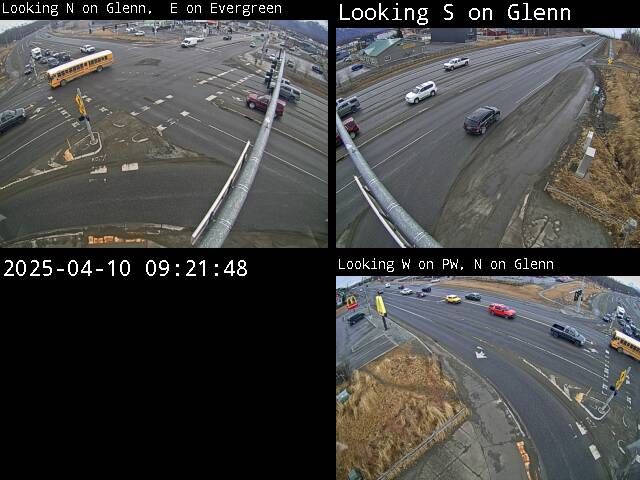 Looking N on Glenn,  E on Evergreen
Looking S on Glenn
2025-04-10 09:21:48
Looking W on PW, N on Glenn